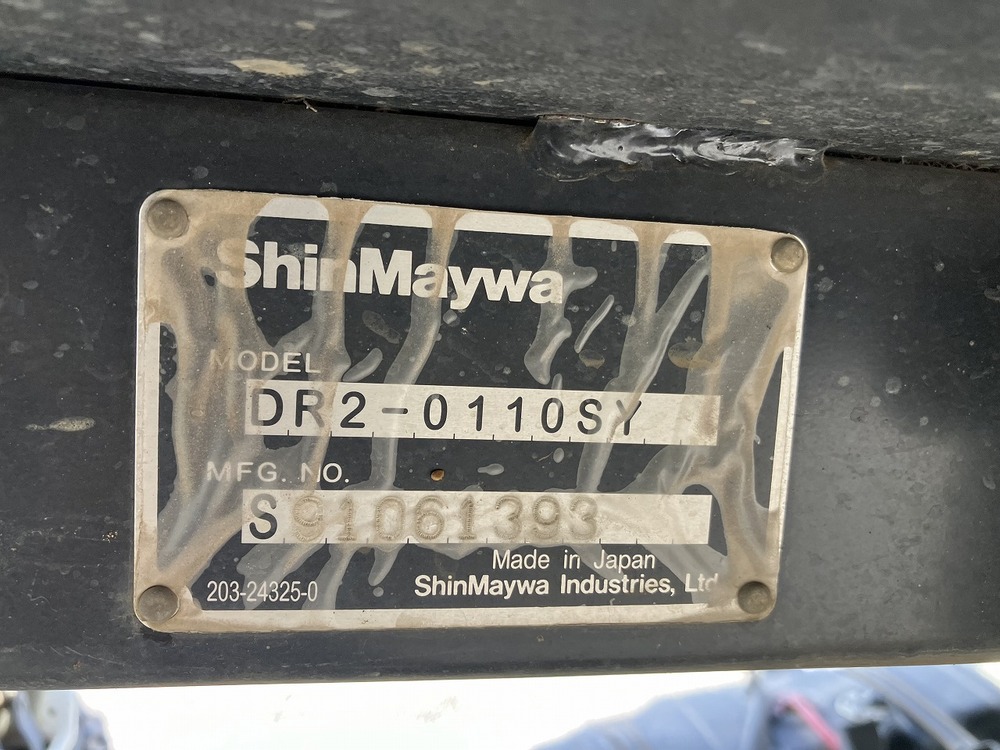 ShinMaywa
MODEL
DR2-0110SY
MFG. NO.
S91061393
Made in Japan
203-24325-0
ShinMaywa Industries, Ltd